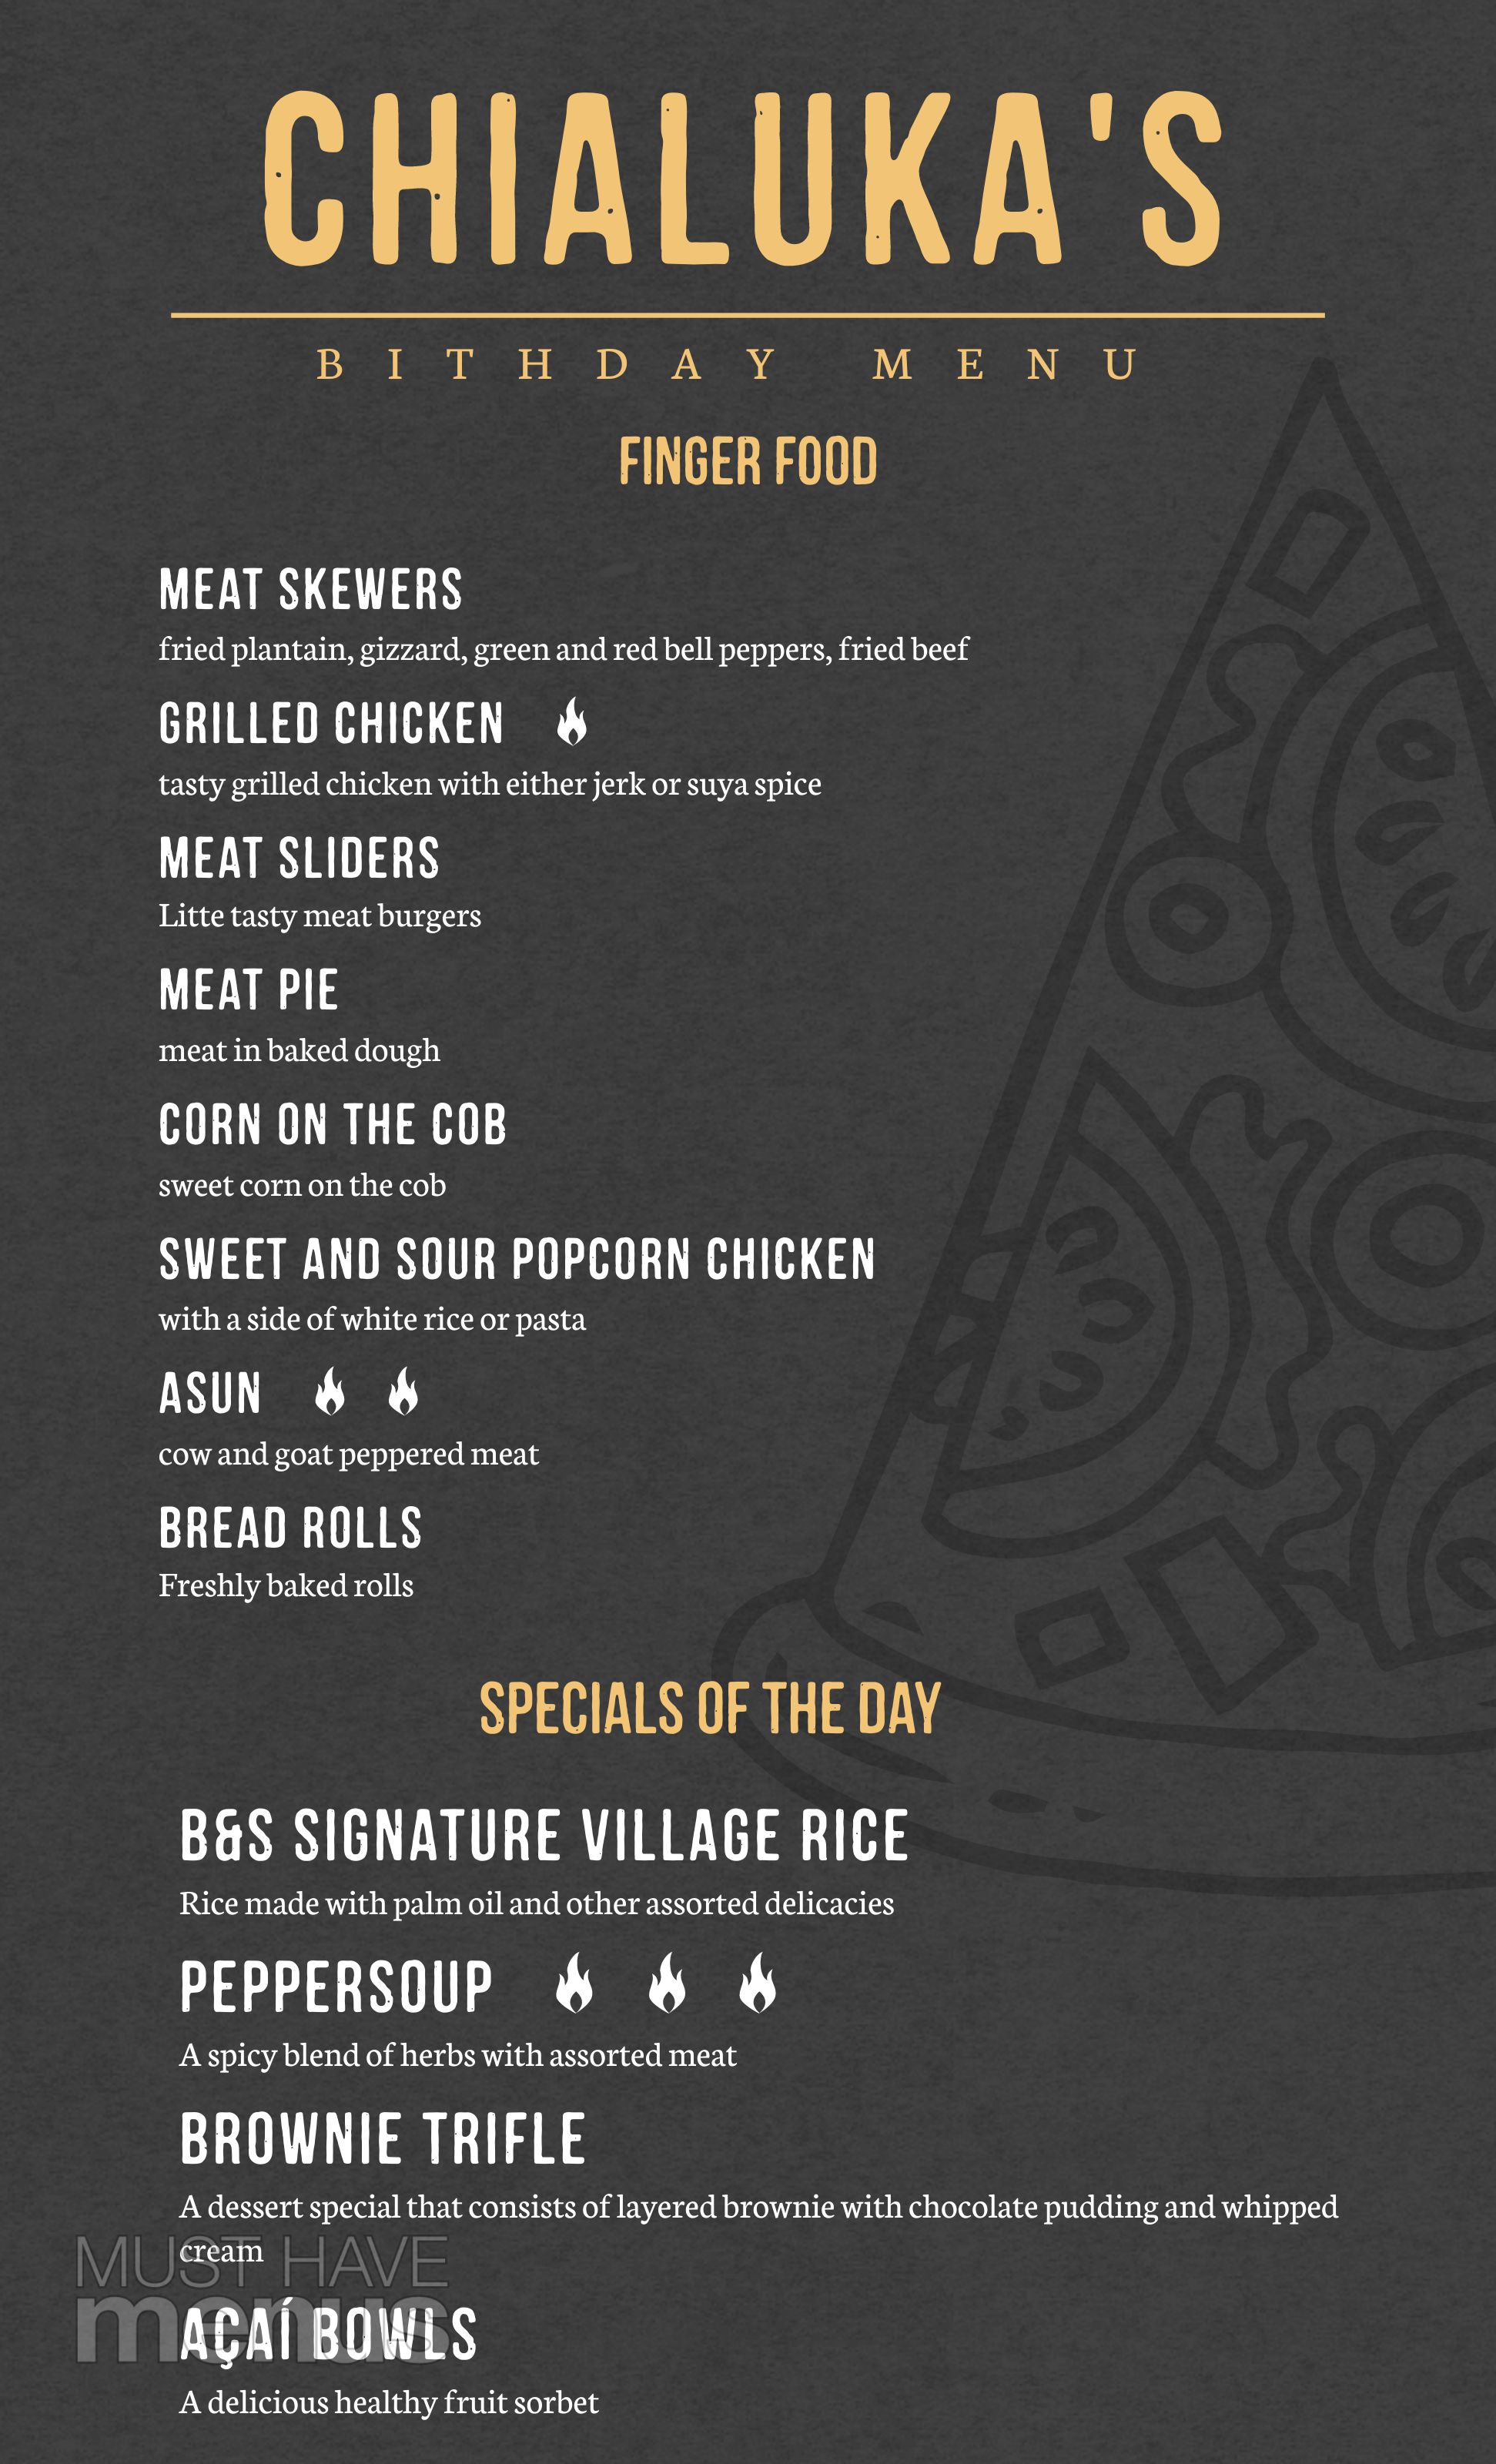 CHIALUKA'S
BITHDAY MENU
FINGER FOOD
MEAT SKEWERS
fried plantain, gizzard, green and red bell peppers, fried beef
GRILLED CHICKEN
tasty grilled chicken with either jerk or suya spice
MEAT SLIDERS
Litte tasty meat burgers
MEAT PIE
meat in baked dough
CORN ON THE COB
sweet corn on the cob
SWEET AND SOUR POPCORN CHICKEN
with a side of white rice or pasta
ASUN
cow and goat peppered meat
BREAD ROLLS
Freshly baked rolls
SPECIALS OF THE DAY
B&S SIGNATURE VILLAGE RICE
Rice made with palm oil and other assorted delicacies
PEPPERSOUP
A spicy blend of herbs with assorted meat
BROWNIE TRIFLE
A dessert special that consists of layered brownie with chocolate pudding and whipped
cream
MUST HAVE
menus
AÇAÍ BOWLS
A delicious healthy fruit sorbet